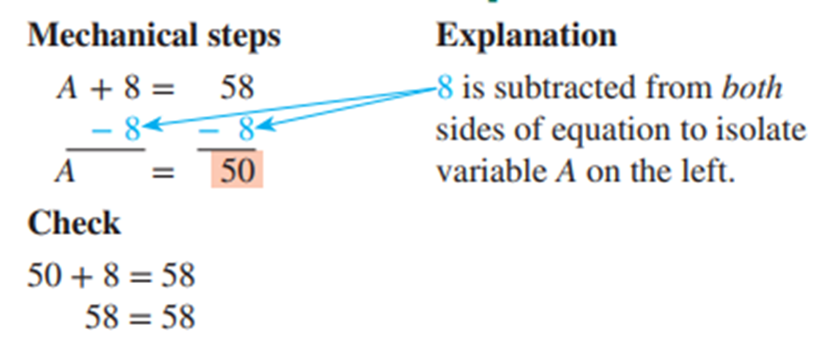 Mechanical steps
A + 8 = 58
− 8 − 8
A = 50
Explanation
8 is subtracted from both
sides of equation to isolate
variable A on the left.
Check
50 + 8 = 58
58 = 58